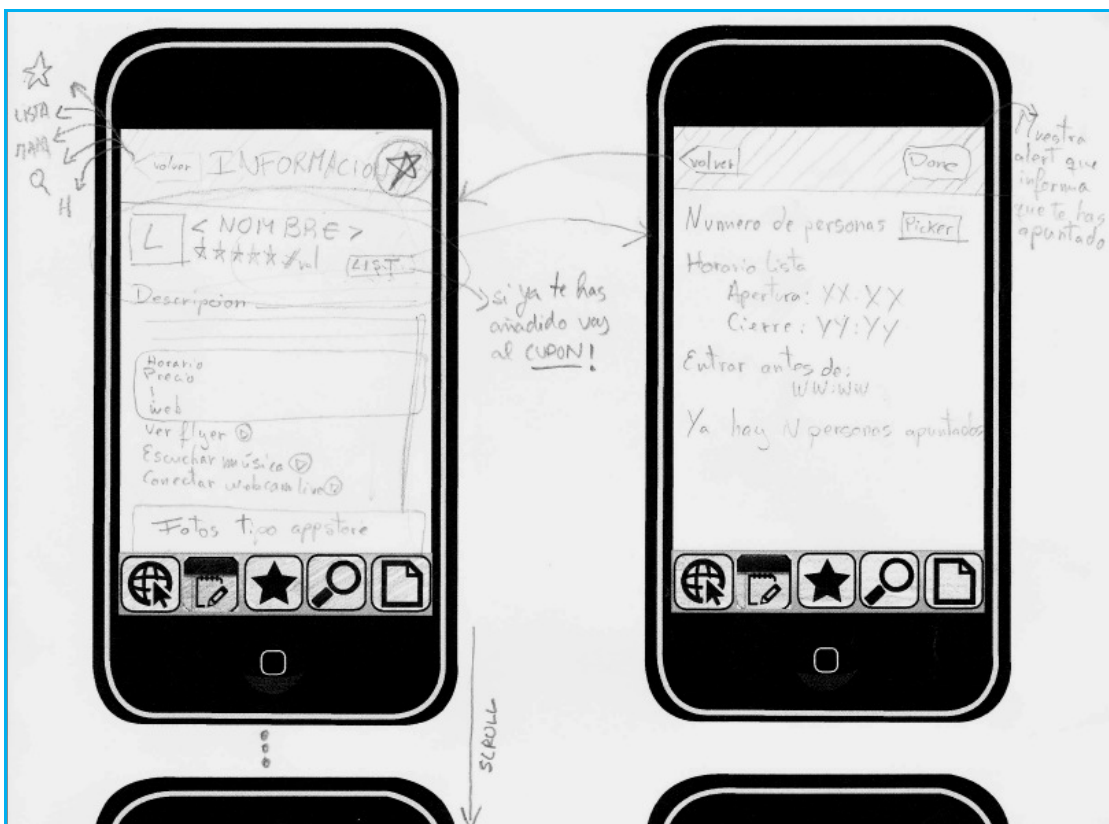 LISTA
MAPA
H
volver INFORMACIO
L < NOMBRE >
LIST
Descripcion
Horario
Precio
web
Ver flyer
Escuchar música
Conectar webcam live
Fotos tipo appstore
si ya te has
añadido vas
al CUPON!
SCROLL
volver Done
Numero de personas Picker
Horario Lista
Apertura: XX:XX
Cierre: YY:YY
Entrar antes de:
WW:WW
Ya hay N personas apuntadas
Muestra
alert que
informa
que te has
apuntado